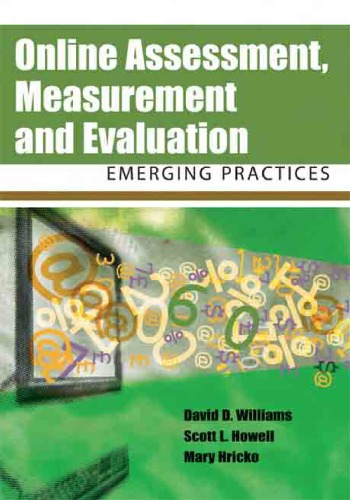 Online Assessment,
Measurement
and Evaluation
EMERGING PRACTICES
David D. Williams
Scott L. Howell
Mary Hricko